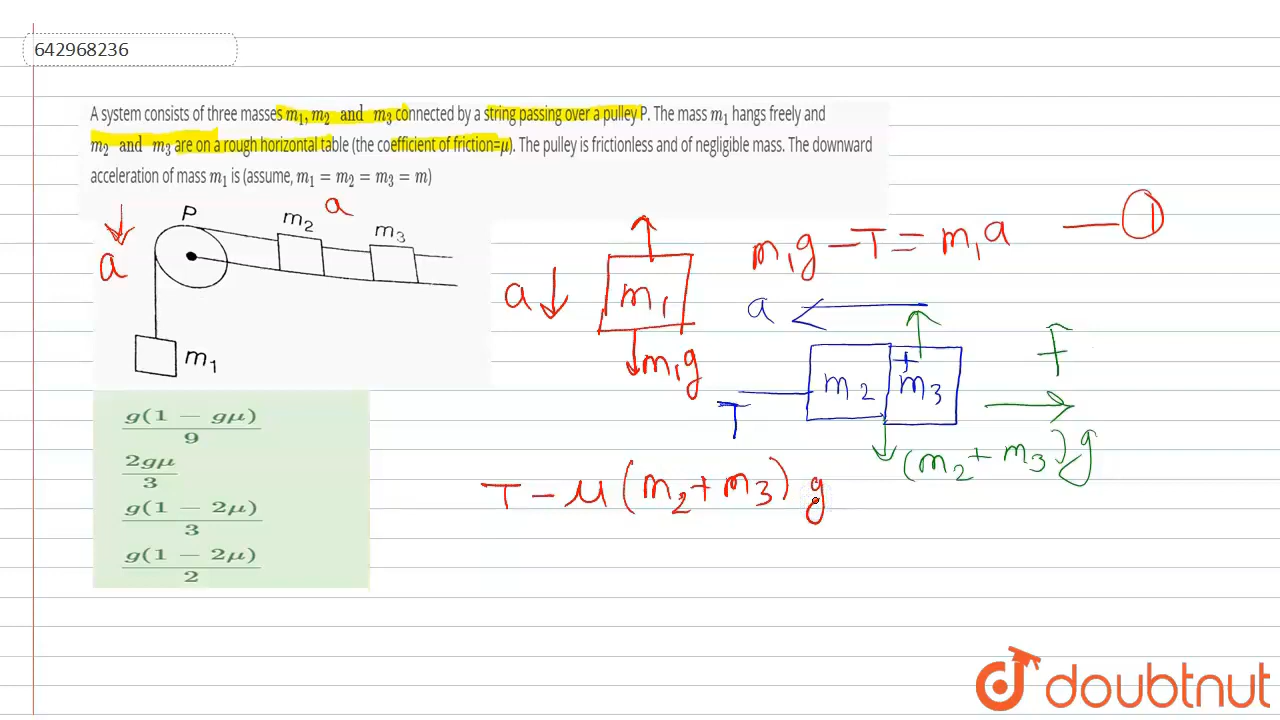 642968236
A system consists of three masses m₁, m₂ and m₃ connected by a string passing over a pulley P. The mass m₁ hangs freely and
m₂ and m₃ are on a rough horizontal table (the coefficient of friction=μ). The pulley is frictionless and of negligible mass. The downward
acceleration of mass m₁ is (assume, m₁ = m₂ = m₃ = m)
P
m₂
a
m₃
a
m₁
a
m₁
m₁g
m₁g − T = m₁a — ①
a
T
m₂ + m₃
f
(m₂ + m₃)g
T − μ(m₂ + m₃)g
g(1 − gμ)/9
2gμ/3
g(1 − 2μ)/3
g(1 − 2μ)/2
doubtnut